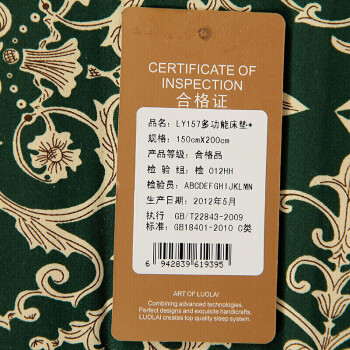 CERTIFICATE OF
INSPECTION
合格证
品名: LY157多功能床垫*
规格: 150cmX200cm
产品等级: 合格品
检 验 组: 检 012HH
检验员: ABCDEFGHIJKLMN
生产日期: 2012年5月
执行 GB/T22843-2009
标准: GB18401-2010 C类
6 942839 619395
ART OF LUOLAI
Combining advanced technologies.
Perfect designs and exquisite handicrafts.
LUOLAI creates top quality sleep system.